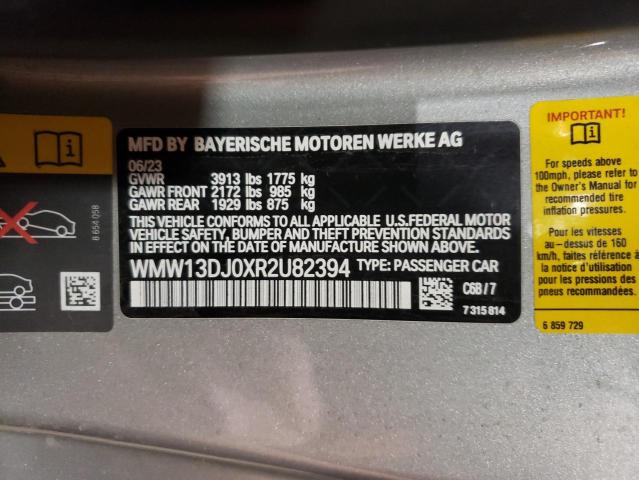 8 654 058
MFD BY BAYERISCHE MOTOREN WERKE AG
06/23
GVWR 3913 lbs 1775 kg
GAWR FRONT 2172 lbs 985 kg
GAWR REAR 1929 lbs 875 kg
THIS VEHICLE CONFORMS TO ALL APPLICABLE U.S.FEDERAL MOTOR
VEHICLE SAFETY, BUMPER, AND THEFT PREVENTION STANDARDS
IN EFFECT ON THE DATE OF MANUFACTURE SHOWN ABOVE.
WMW13DJ0XR2U82394 TYPE: PASSENGER CAR
C6B / 7
7315814
IMPORTANT!
For speeds above
100mph, please refer to
the Owner's Manual for
recommended tire
inflation pressures.
Pour les vitesses
au-dessus de 160
km/h, faites référence à
l'Notice d'utilisation
pour les pressions des
pneus recommandées.
6 859 729